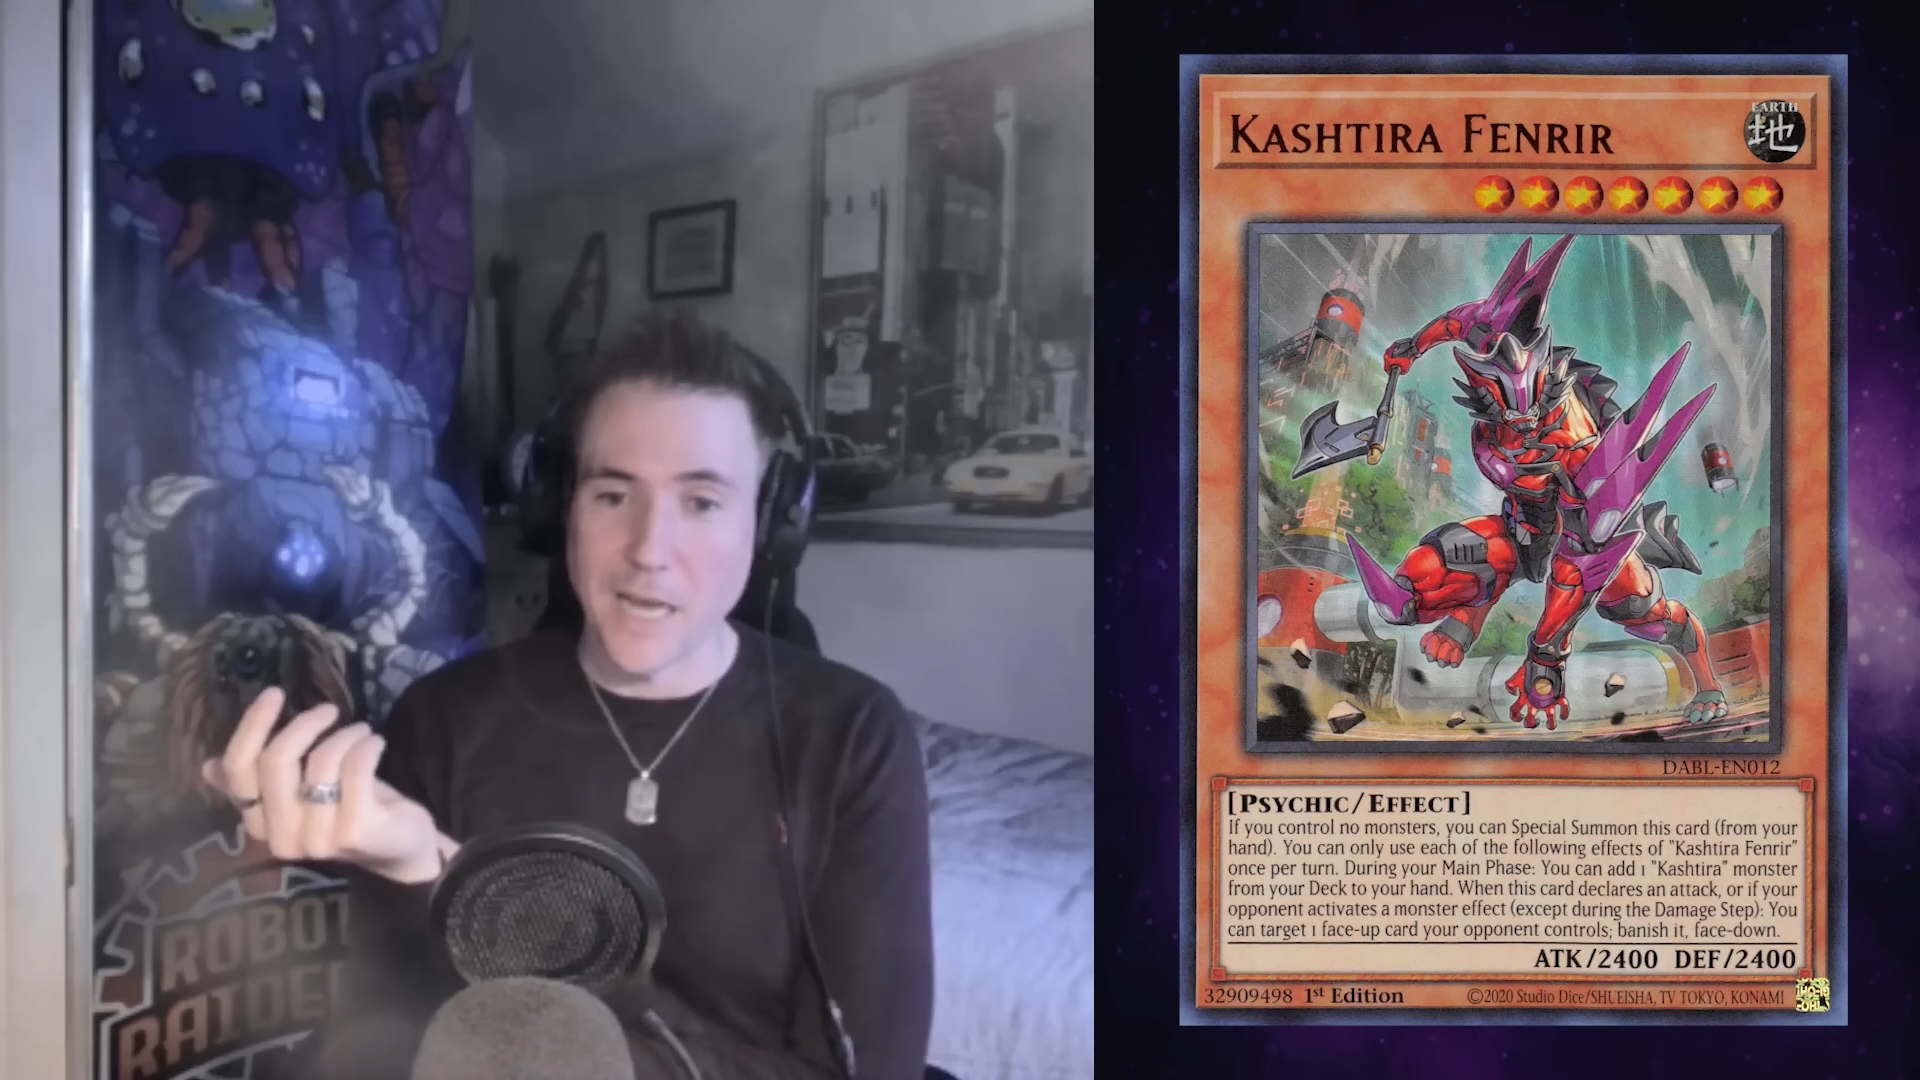 ROBOT
RAIDE
KASHTIRA FENRIR
EARTH
地
DABL-EN012
[PSYCHIC/EFFECT]
If you control no monsters, you can Special Summon this card (from your
hand). You can only use each of the following effects of "Kashtira Fenrir"
once per turn. During your Main Phase: You can add 1 "Kashtira" monster
from your Deck to your hand. When this card declares an attack, or if your
opponent activates a monster effect (except during the Damage Step): You
can target 1 face-up card your opponent controls; banish it, face-down.
ATK/2400 DEF/2400
32909498 1st Edition ©2020 Studio Dice/SHUEISHA, TV TOKYO, KONAMI